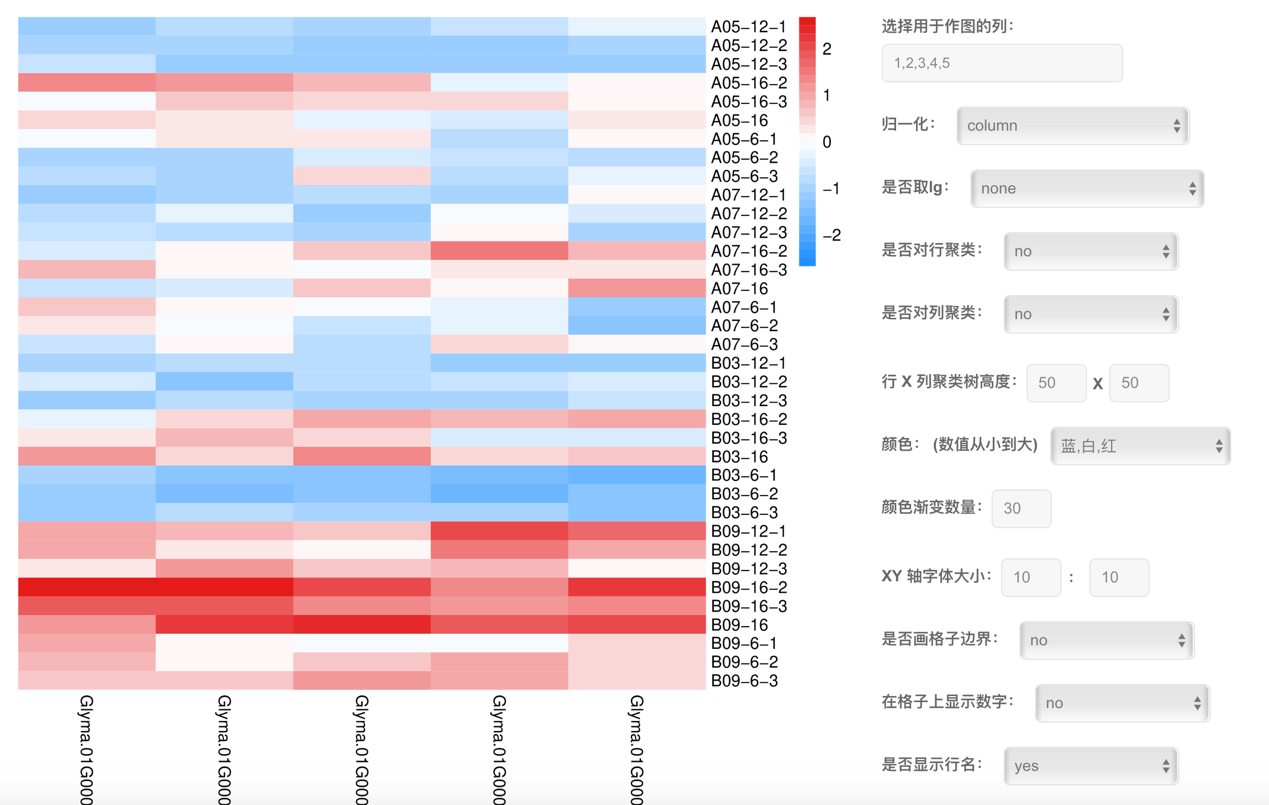 A05-12-1
A05-12-2
A05-12-3
A05-16-2
A05-16-3
A05-16
A05-6-1
A05-6-2
A05-6-3
A07-12-1
A07-12-2
A07-12-3
A07-16-2
A07-16-3
A07-16
A07-6-1
A07-6-2
A07-6-3
B03-12-1
B03-12-2
B03-12-3
B03-16-2
B03-16-3
B03-16
B03-6-1
B03-6-2
B03-6-3
B09-12-1
B09-12-2
B09-12-3
B09-16-2
B09-16-3
B09-16
B09-6-1
B09-6-2
B09-6-3
2
1
0
-1
-2
Glyma.01G000
Glyma.01G000
Glyma.01G000
Glyma.01G000
Glyma.01G000
选择用于作图的列：
1,2,3,4,5
归一化： column
是否取lg： none
是否对行聚类： no
是否对列聚类： no
行 X 列聚类树高度： 50 X 50
颜色： (数值从小到大) 蓝,白,红
颜色渐变数量： 30
XY 轴字体大小： 10 : 10
是否画格子边界： no
在格子上显示数字： no
是否显示行名： yes